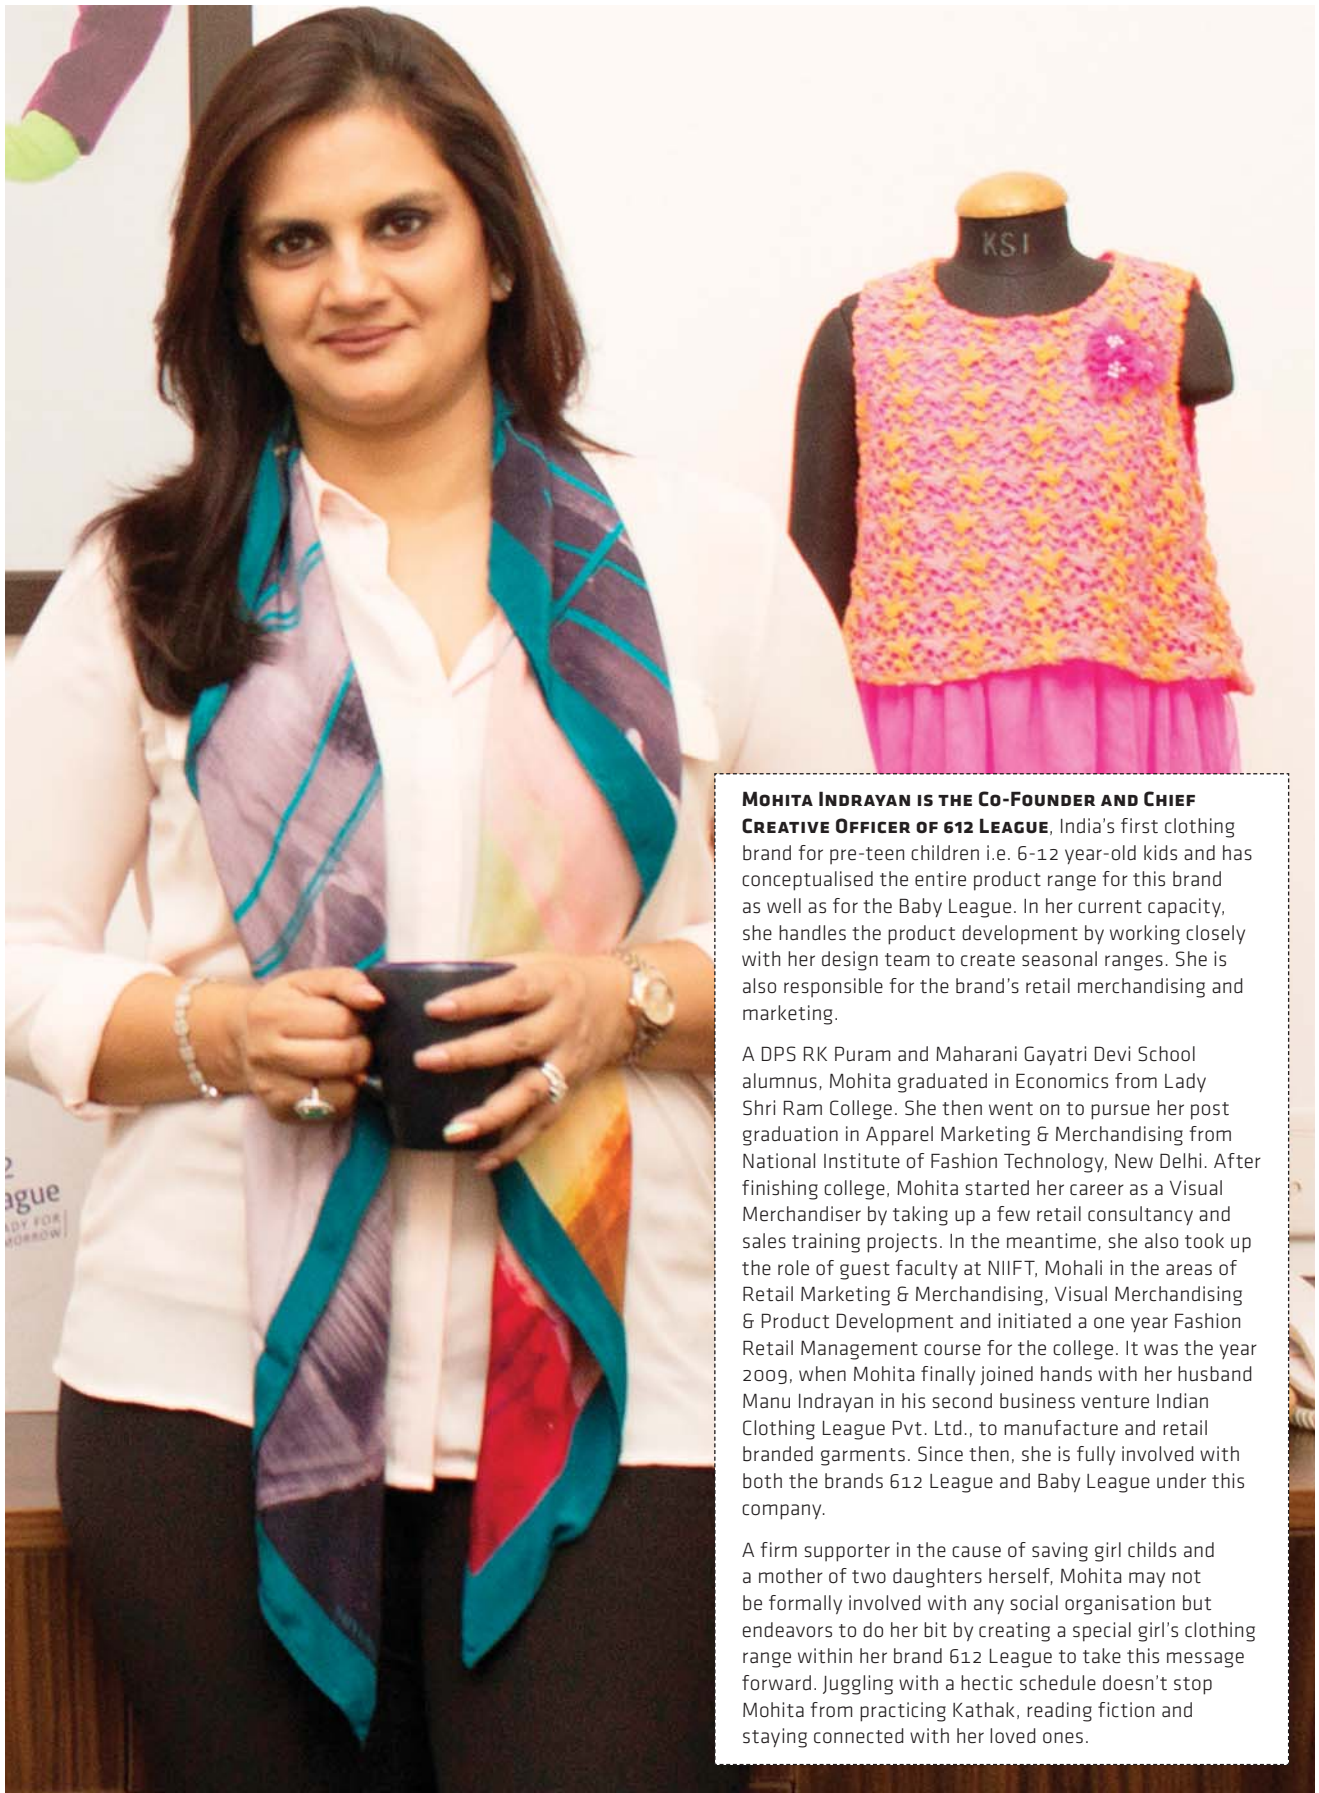 KSI
MOHITA INDRAYAN IS THE CO-FOUNDER AND CHIEF
CREATIVE OFFICER OF 612 LEAGUE, India's first clothing
brand for pre-teen children i.e. 6-12 year-old kids and has
conceptualised the entire product range for this brand
as well as for the Baby League. In her current capacity,
she handles the product development by working closely
with her design team to create seasonal ranges. She is
also responsible for the brand's retail merchandising and
marketing.
A DPS RK Puram and Maharani Gayatri Devi School
alumnus, Mohita graduated in Economics from Lady
Shri Ram College. She then went on to pursue her post
graduation in Apparel Marketing & Merchandising from
National Institute of Fashion Technology, New Delhi. After
finishing college, Mohita started her career as a Visual
Merchandiser by taking up a few retail consultancy and
sales training projects. In the meantime, she also took up
the role of guest faculty at NIIFT, Mohali in the areas of
Retail Marketing & Merchandising, Visual Merchandising
& Product Development and initiated a one year Fashion
Retail Management course for the college. It was the year
2009, when Mohita finally joined hands with her husband
Manu Indrayan in his second business venture Indian
Clothing League Pvt. Ltd., to manufacture and retail
branded garments. Since then, she is fully involved with
both the brands 612 League and Baby League under this
company.
A firm supporter in the cause of saving girl childs and
a mother of two daughters herself, Mohita may not
be formally involved with any social organisation but
endeavors to do her bit by creating a special girl's clothing
range within her brand 612 League to take this message
forward. Juggling with a hectic schedule doesn't stop
Mohita from practicing Kathak, reading fiction and
staying connected with her loved ones.
2
ague
ADY FOR
MORROW